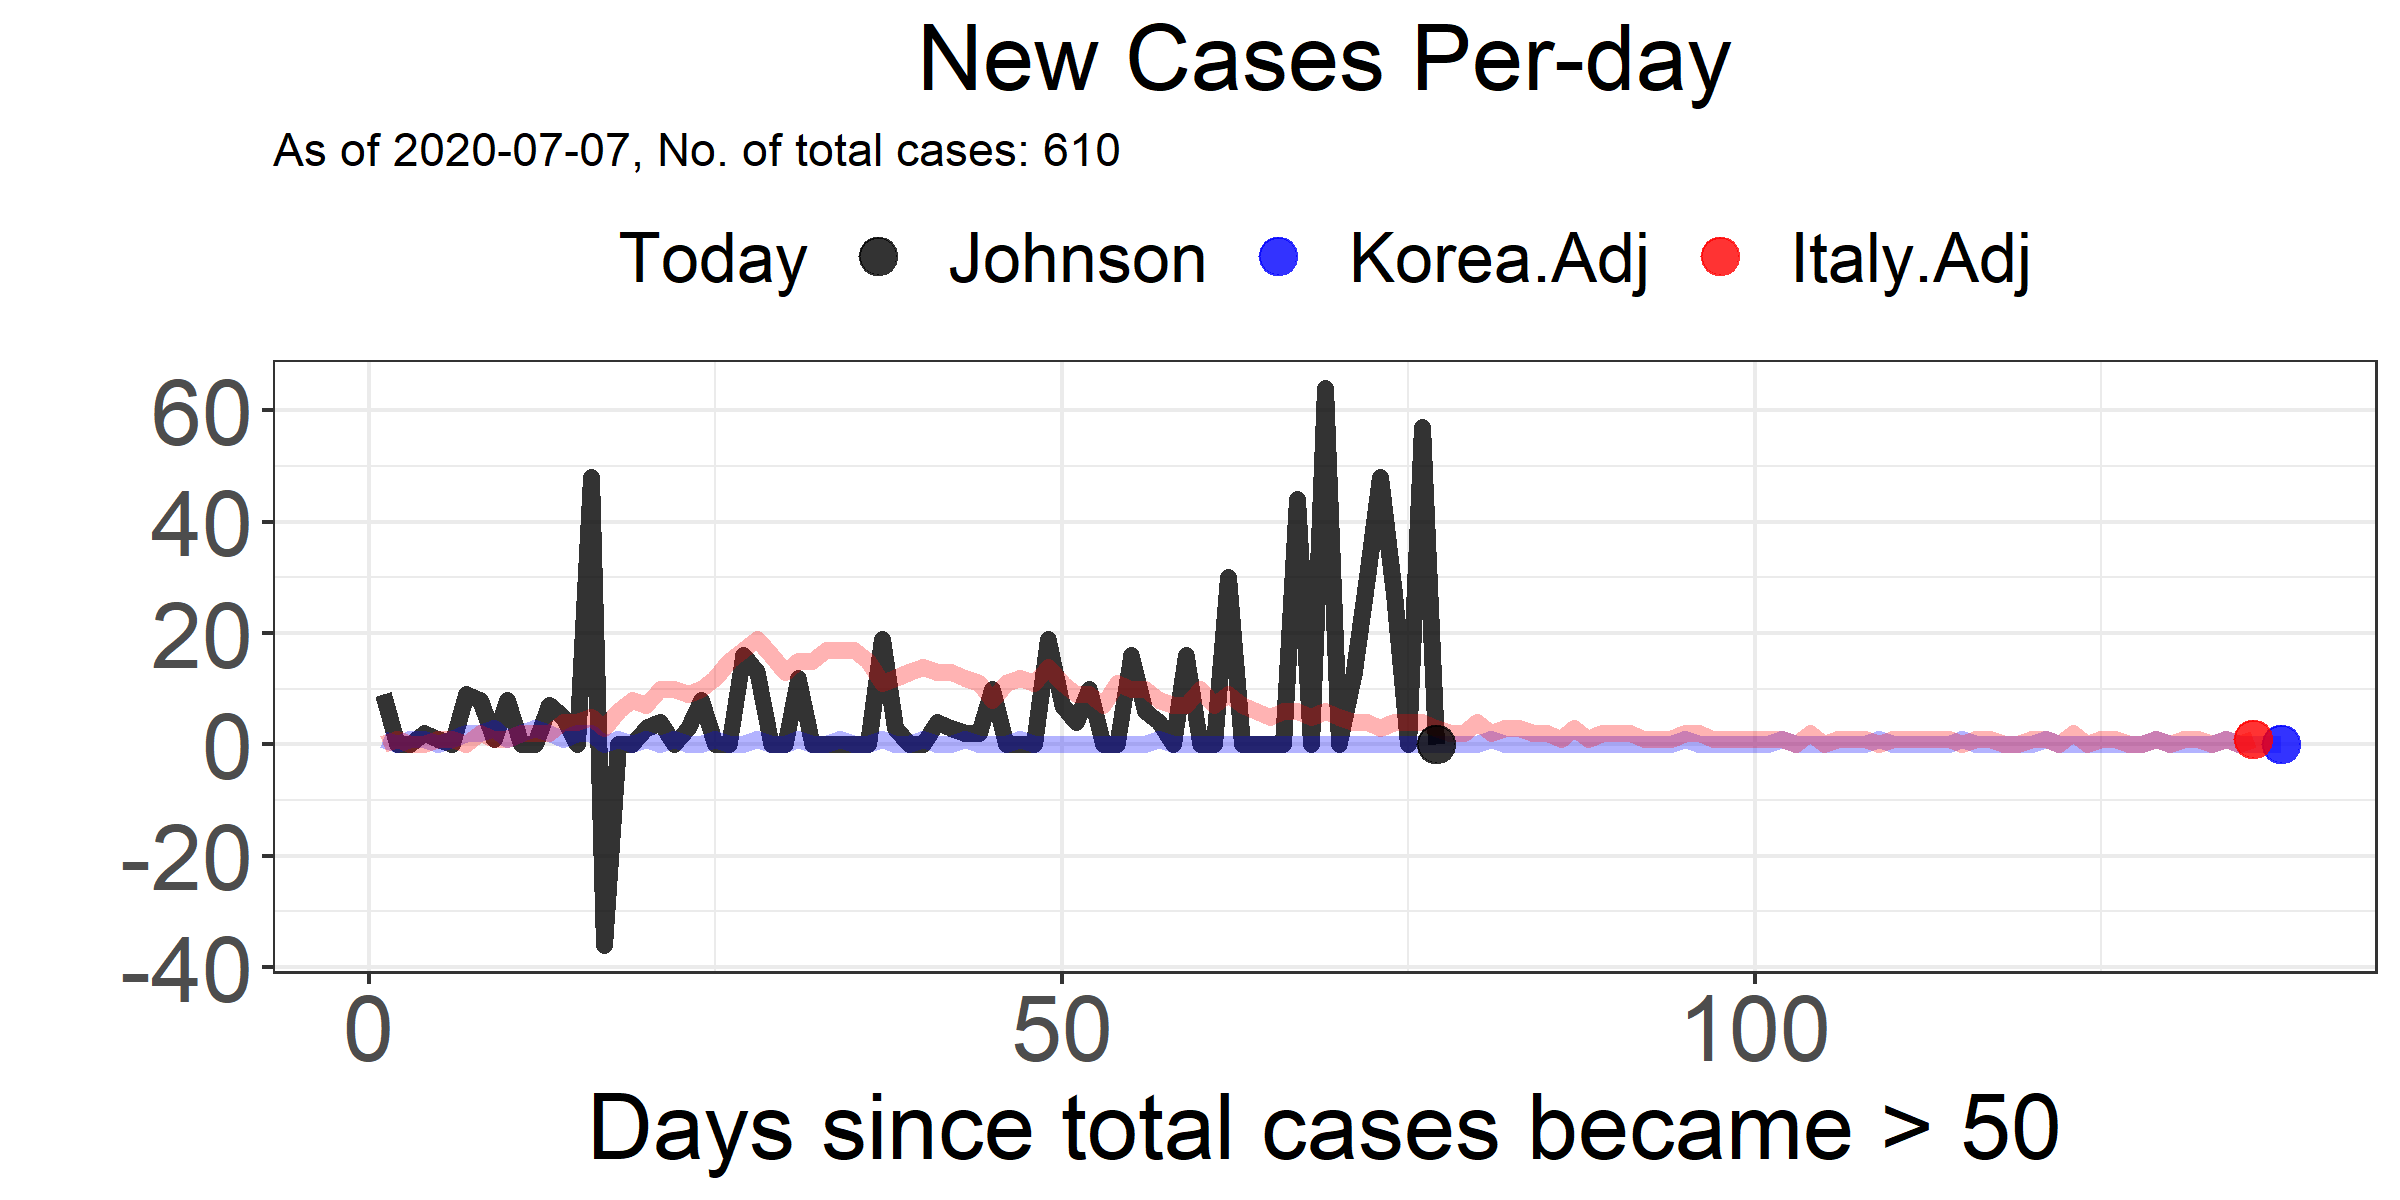 New Cases Per-day
As of 2020-07-07, No. of total cases: 610
Today Johnson Korea.Adj Italy.Adj
60
40
20
0
-20
-40
0 50 100
Days since total cases became > 50